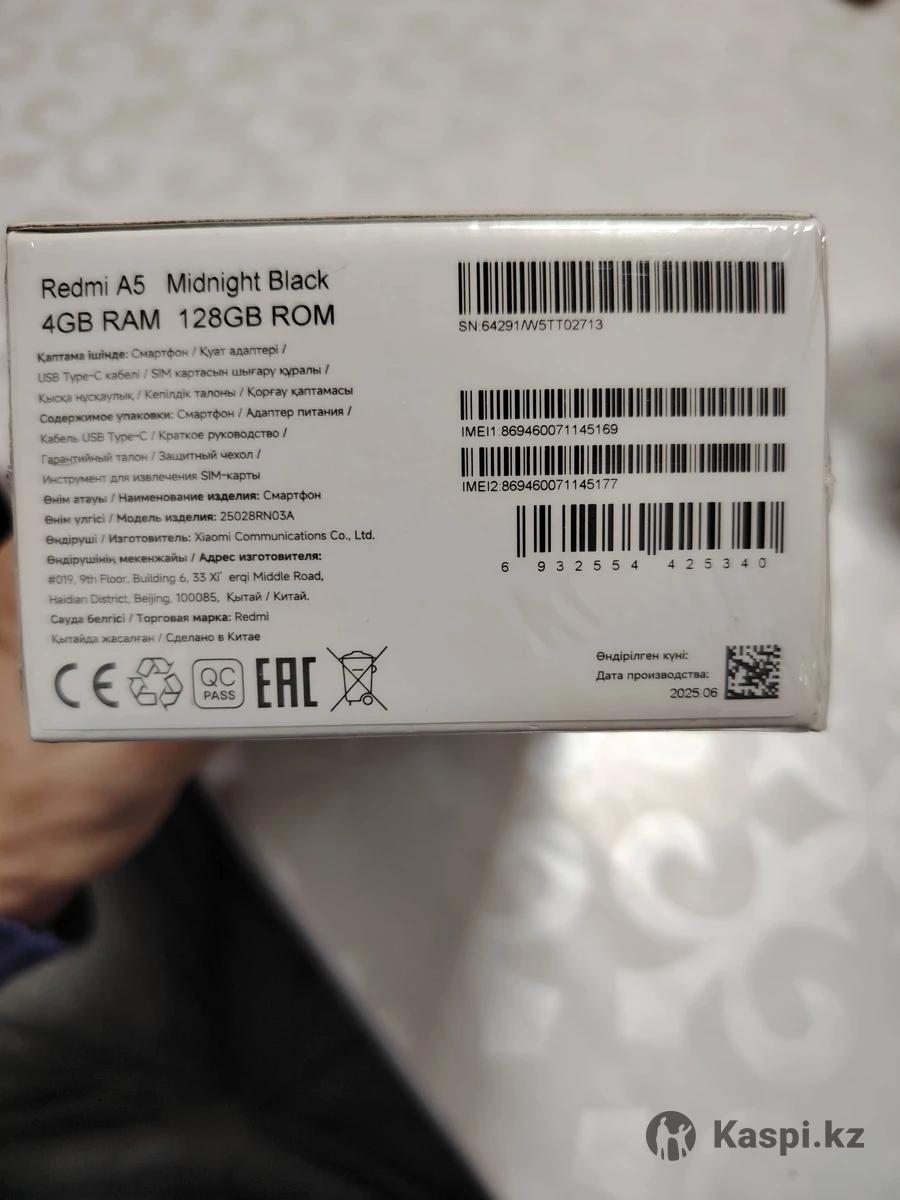 Redmi A5 Midnight Black
4GB RAM 128GB ROM
Қаптама ішінде: Смартфон / Қуат адаптері /
USB Type-C кабелі / SIM картасын шығару құралы /
Қысқа нұсқаулық / Кепілдік талоны / Қорғау қаптамасы
Содержимое упаковки: Смартфон / Адаптер питания /
Кабель USB Type-C / Краткое руководство /
Гарантийный талон / Защитный чехол /
Инструмент для извлечения SIM-карты
Өнім атауы / Наименование изделия: Смартфон
Өнім үлгісі / Модель изделия: 25028RN03A
Өндіруші / Изготовитель: Xiaomi Communications Co., Ltd.
Өндірушінің мекенжайы / Адрес изготовителя:
#019, 9th Floor, Building 6, 33 Xi'erqi Middle Road,
Haidian District, Beijing, 100085, Қытай / Китай.
Сауда белгісі / Торговая марка: Redmi
Қытайда жасалған / Сделано в Китае
CE
QC
PASS
EAC
SN:64291/W5TT02713
IMEI1:869460071145169
IMEI2:869460071145177
6 932554 425340
Өндірілген күні:
Дата производства:
2025.06
Kaspi.kz